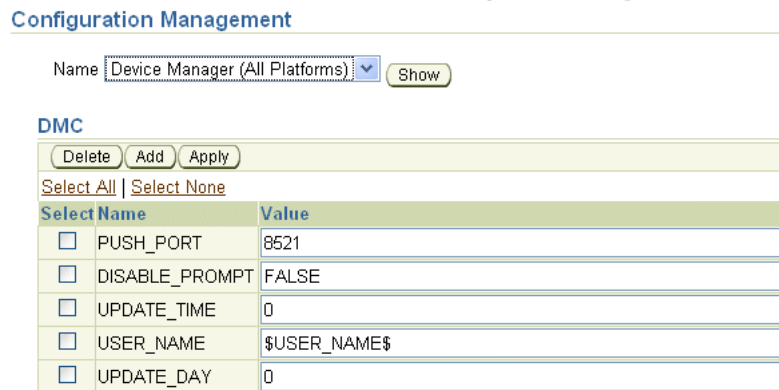 Configuration Management
Name Device Manager (All Platforms) Show
DMC
Delete Add Apply
Select All | Select None
Select Name Value
PUSH_PORT 8521
DISABLE_PROMPT FALSE
UPDATE_TIME 0
USER_NAME $USER_NAME$
UPDATE_DAY 0